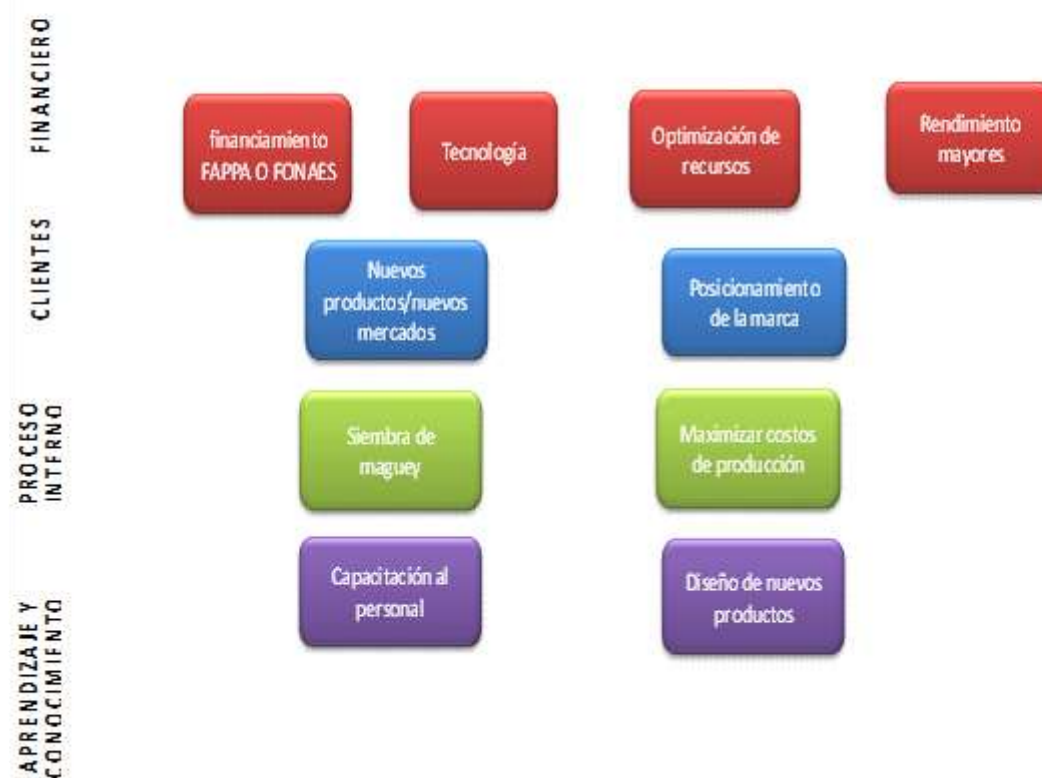 FINANCIERO
financiamiento
FAPPA O FONAES
Tecnología
Optimización de
recursos
Rendimiento
mayores
CLIENTES
Nuevos
productos/nuevos
mercados
Posicionamiento
de la marca
PROCESO
INTERNO
Siembra de
maguey
Maximizar costos
de producción
APRENDIZAJE Y
CONOCIMIENTO
Capacitación al
personal
Diseño de nuevos
productos